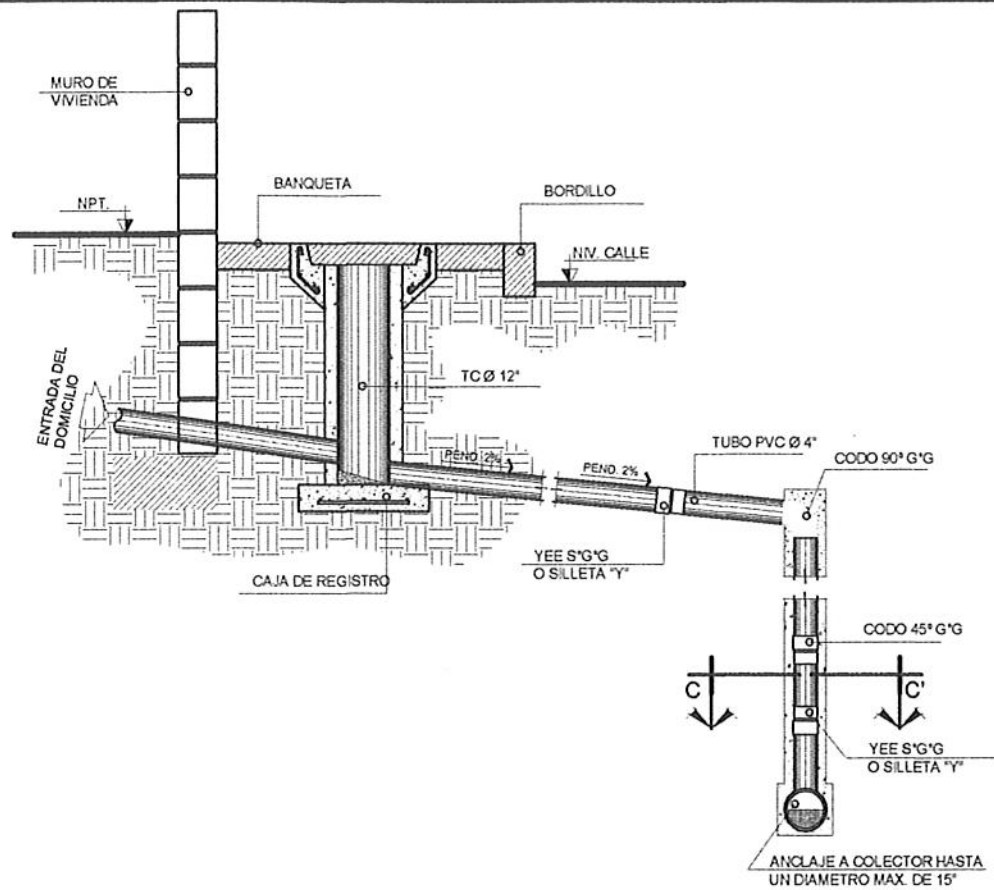 MURO DE
VIVIENDA
BANQUETA
BORDILLO
NPT.
NIV. CALLE
ENTRADA DEL
DOMICILIO
TC Ø 12"
PEND. 2%
PEND. 2%
TUBO PVC Ø 4"
CODO 90° G*G
YEE S*G*G
O SILLETA "Y"
CAJA DE REGISTRO
CODO 45° G*G
C
C'
YEE S*G*G
O SILLETA "Y"
ANCLAJE A COLECTOR HASTA
UN DIAMETRO MAX. DE 15"